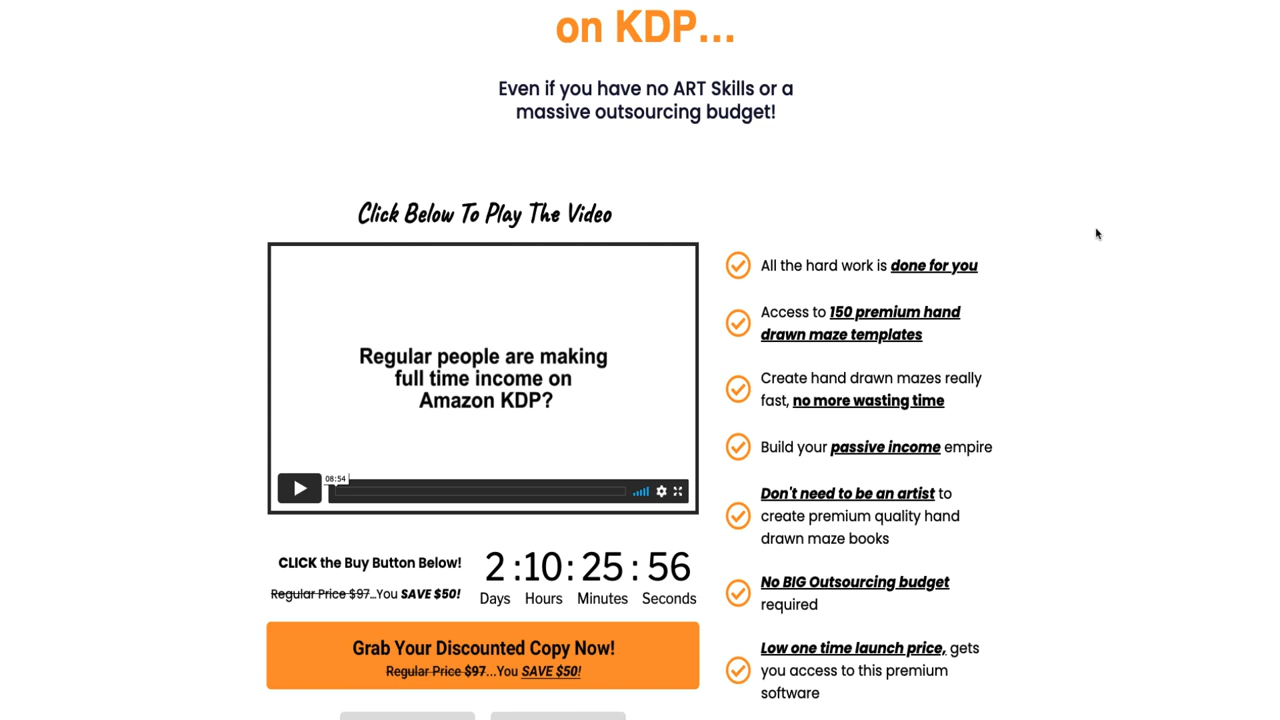 on KDP...
Even if you have no ART Skills or a
massive outsourcing budget!
Click Below To Play The Video
Regular people are making
full time income on
Amazon KDP?
08:54
CLICK the Buy Button Below!
Regular Price $97...You SAVE $50!
2 : 10 : 25 : 56
Days Hours Minutes Seconds
Grab Your Discounted Copy Now!
Regular Price $97...You SAVE $50!
All the hard work is done for you
Access to 150 premium hand
drawn maze templates
Create hand drawn mazes really
fast, no more wasting time
Build your passive income empire
Don't need to be an artist to
create premium quality hand
drawn maze books
No BIG Outsourcing budget
required
Low one time launch price, gets
you access to this premium
software